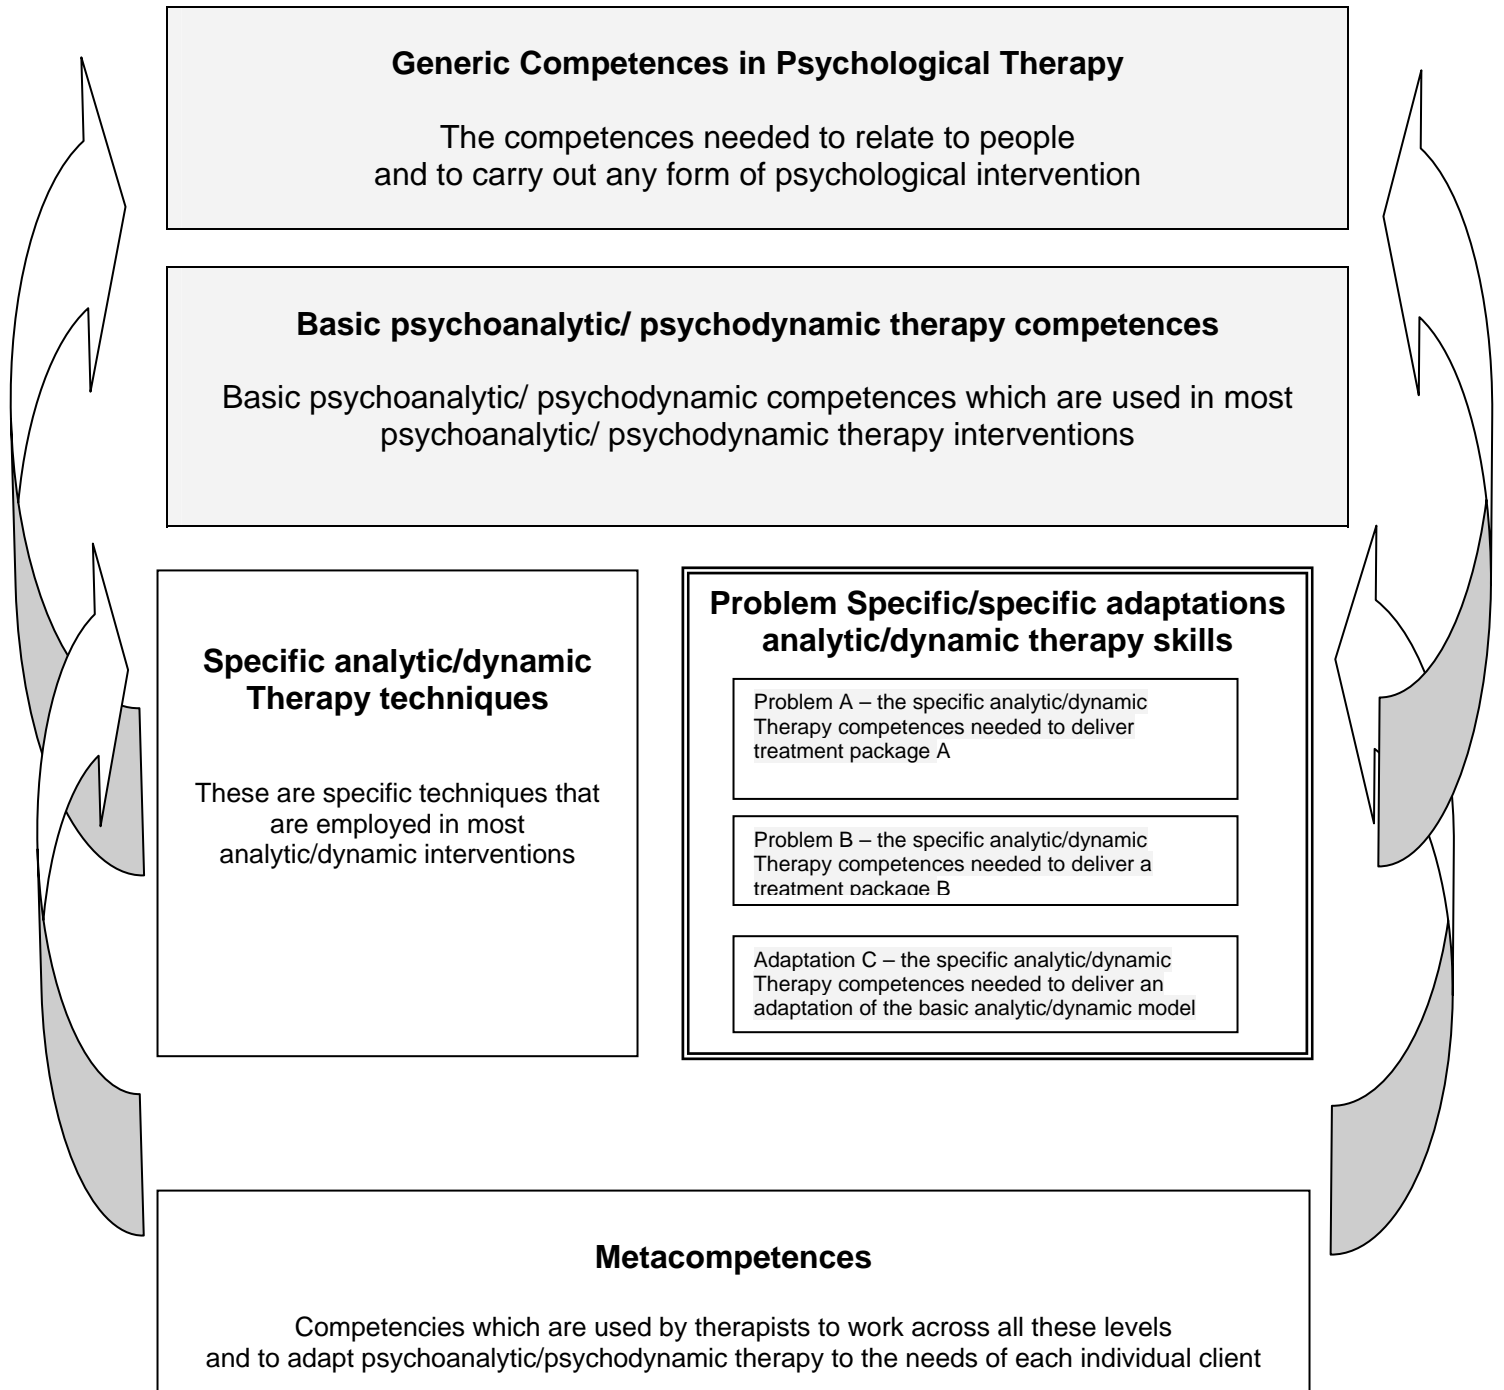 Generic Competences in Psychological Therapy
The competences needed to relate to people
and to carry out any form of psychological intervention
Basic psychoanalytic/ psychodynamic therapy competences
Basic psychoanalytic/ psychodynamic competences which are used in most
psychoanalytic/ psychodynamic therapy interventions
Specific analytic/dynamic
Therapy techniques
These are specific techniques that
are employed in most
analytic/dynamic interventions
Problem Specific/specific adaptations
analytic/dynamic therapy skills
Problem A – the specific analytic/dynamic
Therapy competences needed to deliver
treatment package A
Problem B – the specific analytic/dynamic
Therapy competences needed to deliver a
treatment package B
Adaptation C – the specific analytic/dynamic
Therapy competences needed to deliver an
adaptation of the basic analytic/dynamic model
Metacompetences
Competencies which are used by therapists to work across all these levels
and to adapt psychoanalytic/psychodynamic therapy to the needs of each individual client